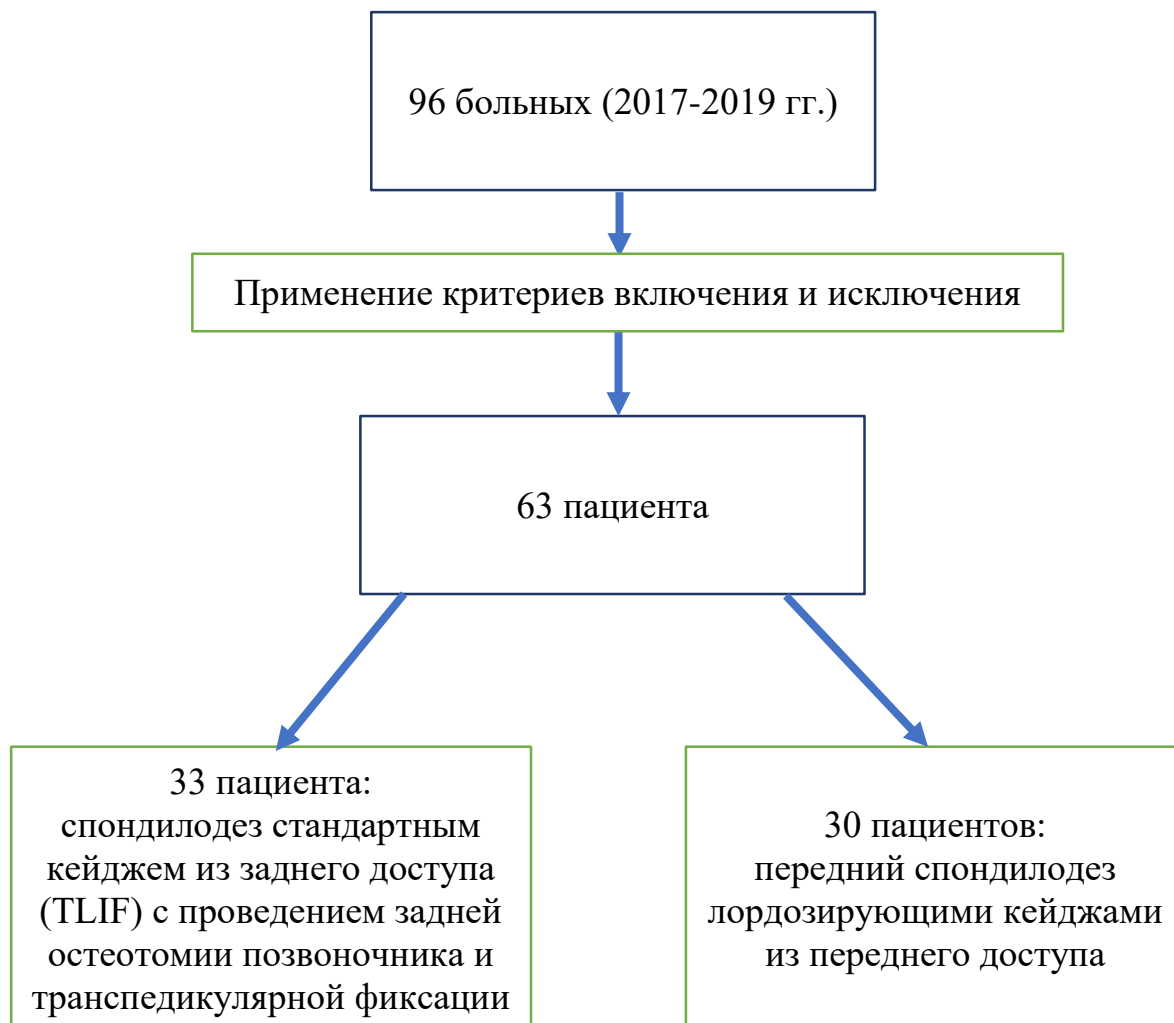 96 больных (2017-2019 гг.)
Применение критериев включения и исключения
63 пациента
33 пациента:
спондилодез стандартным
кейджем из заднего доступа
(TLIF) с проведением задней
остеотомии позвоночника и
транспедикулярной фиксации
30 пациентов:
передний спондилодез
лордозирующими кейджами
из переднего доступа